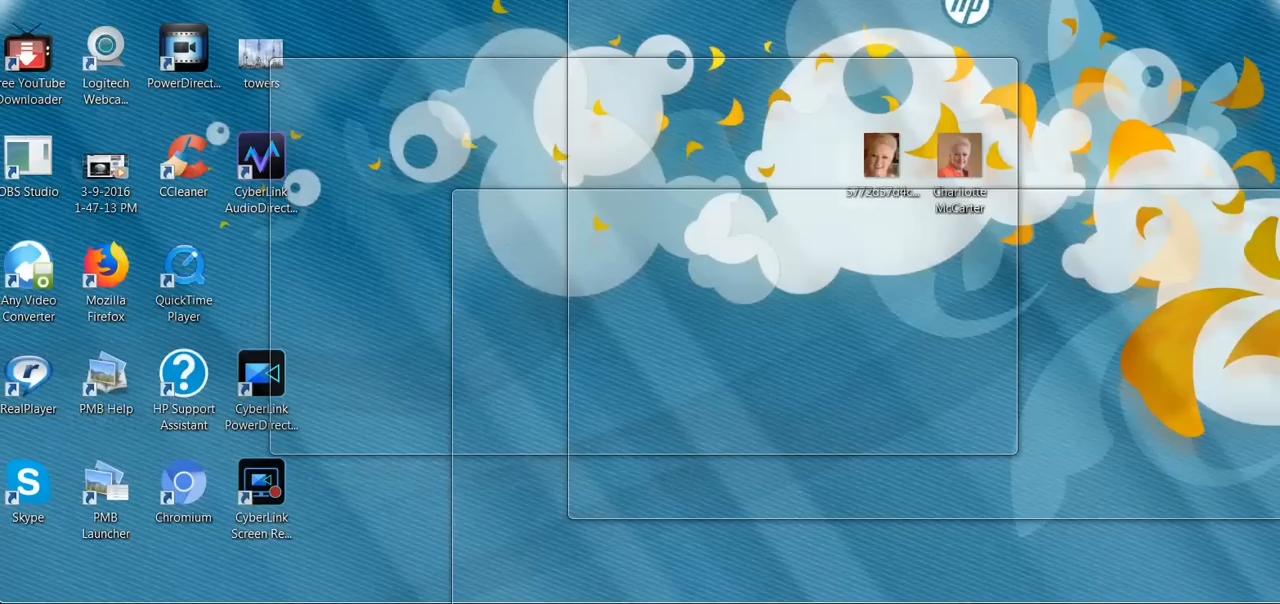 hp
ree YouTube
Downloader
Logitech
Webca...
PowerDirect...
towers
OBS Studio
3-9-2016
1-47-13 PM
CCleaner
CyberLink
AudioDirect...
5772d57d4c...
Charlotte
McCarter
Any Video
Converter
Mozilla
Firefox
QuickTime
Player
RealPlayer
PMB Help
HP Support
Assistant
CyberLink
PowerDirect...
Skype
PMB
Launcher
Chromium
CyberLink
Screen Re...